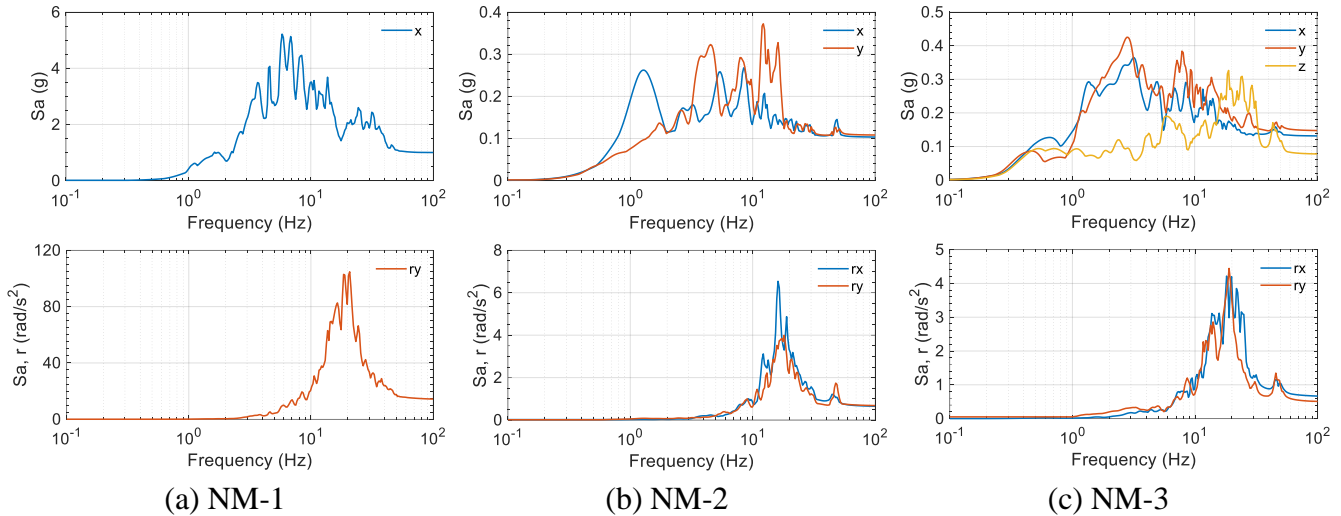 6
4
2
0
Sa (g)
x
10^-1 10^0 10^1 10^2
Frequency (Hz)
0.4
0.3
0.2
0.1
0.0
Sa (g)
x
y
10^-1 10^0 10^1 10^2
Frequency (Hz)
0.5
0.4
0.3
0.2
0.1
0
Sa (g)
x
y
z
10^-1 10^0 10^1 10^2
Frequency (Hz)
120
80
40
0
Sa, r (rad/s²)
ry
10^-1 10^0 10^1 10^2
Frequency (Hz)
8
6
4
2
0
Sa, r (rad/s²)
rx
ry
10^-1 10^0 10^1 10^2
Frequency (Hz)
5
4
3
2
1
0
Sa, r (rad/s²)
rx
ry
10^-1 10^0 10^1 10^2
Frequency (Hz)
(a) NM-1
(b) NM-2
(c) NM-3